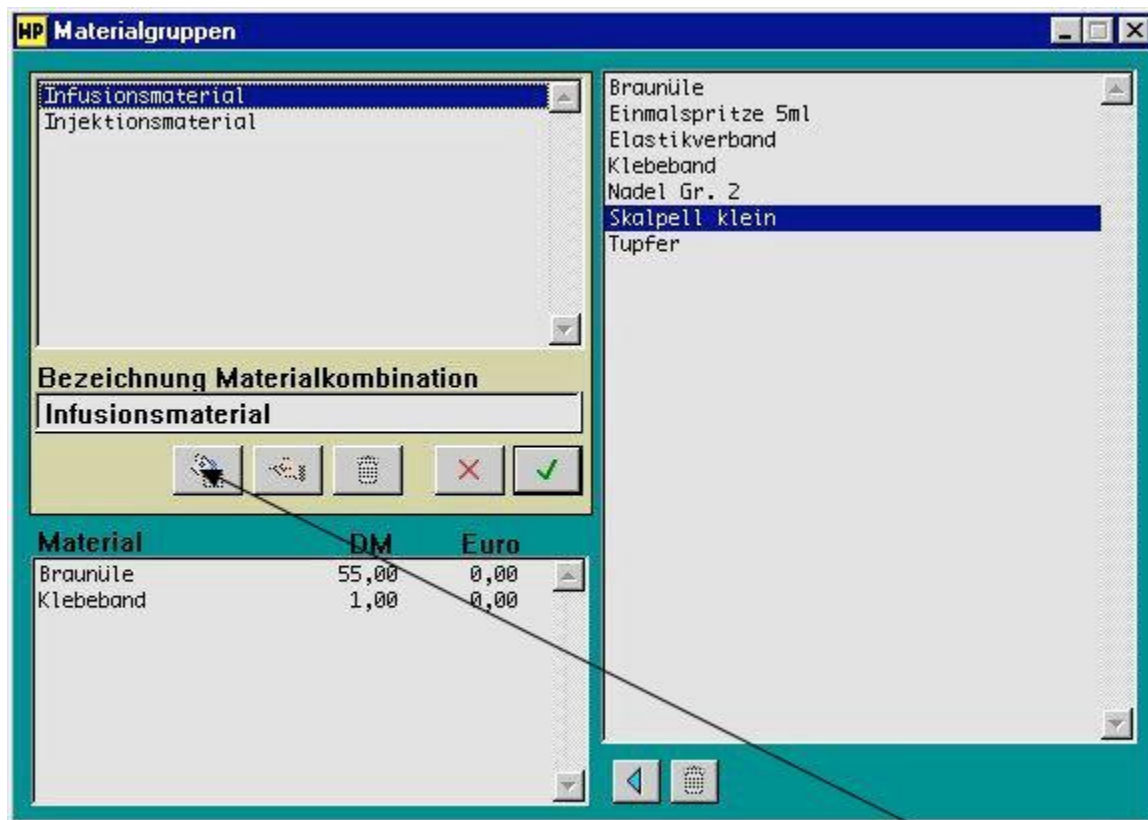 HP Materialgruppen
Infusionsmaterial
Injektionsmaterial
Bezeichnung Materialkombination
Infusionsmaterial
Material DM Euro
Braunüle 55,00 0,00
Klebeband 1,00 0,00
Braunüle
Einmalspritze 5ml
Elastikverband
Klebeband
Nadel Gr. 2
Skalpell klein
Tupfer